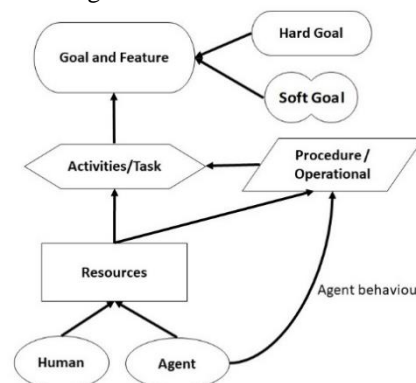 Hard Goal
Goal and Feature
Soft Goal
Activities/Task
Procedure /
Operational
Resources
Agent behaviou
Human
Agent